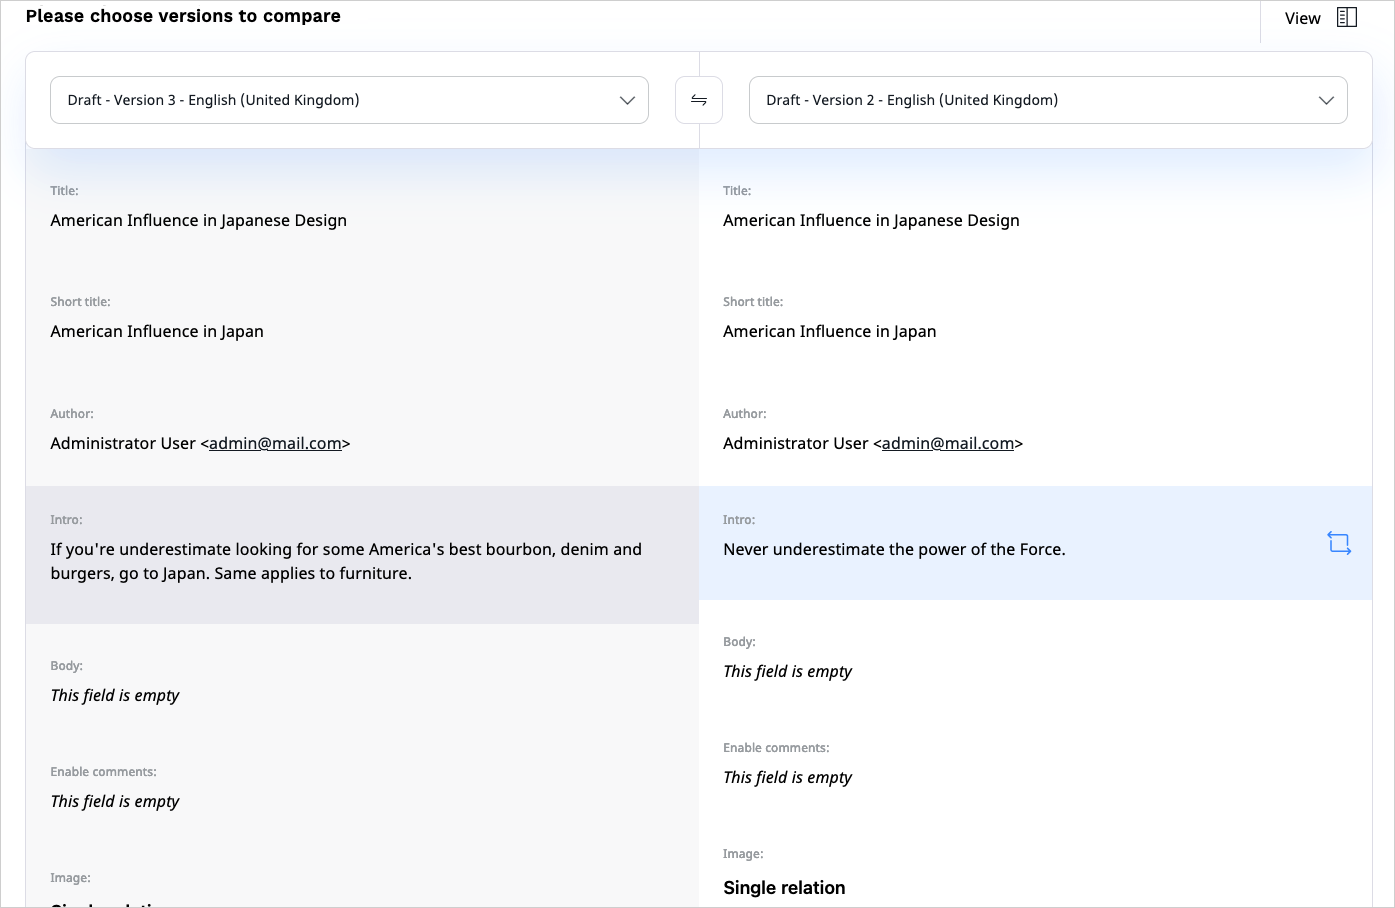 Please choose versions to compare
View
Draft - Version 3 - English (United Kingdom)
Draft - Version 2 - English (United Kingdom)
Title:
American Influence in Japanese Design
Short title:
American Influence in Japan
Author:
Administrator User <admin@mail.com>
Intro:
If you're underestimate looking for some America's best bourbon, denim and
burgers, go to Japan. Same applies to furniture.
Body:
This field is empty
Enable comments:
This field is empty
Image:
Title:
American Influence in Japanese Design
Short title:
American Influence in Japan
Author:
Administrator User <admin@mail.com>
Intro:
Never underestimate the power of the Force.
Body:
This field is empty
Enable comments:
This field is empty
Image:
Single relation